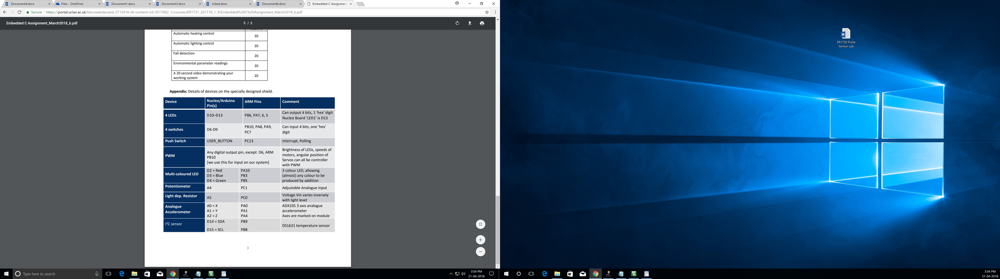 Document4.docx
Files - OneDrive
Document1.docx
Document3.docx
mbed.docx
Document6.docx
Embedded C Assignment
Secure
https://portal.uclan.ac.uk/bbcswebdav/pid-2713016-dt-content-rid-3517002_1/courses/ER1731_201718_1_9/Embedded%20C%20Assignment_March2018_b.pdf
Embedded C Assignment_March2018_b.pdf
3 / 3
Automatic heating control
20
Automatic lighting control
20
Fall detection
20
Environmental parameter readings
20
A 20 second video demonstrating your
working system
20
Appendix: Details of devices on the specially designed shield.
Device
Nucleo/Arduino
Pin(s)
ARM Pins
Comment
4 LEDs
D10–D13
PB6, PA7, 6, 5
Can output 4 bits, 1 ‘hex’ digit
Nucleo Board ‘LED1’ is D13
4 switches
D6-D9
PB10, PA8, PA9,
PC7
Can input 4 bits, one ‘hex’
digit
Push Switch
USER_BUTTON
PC13
Interrupt, Polling
PWM
Any digital output pin, except D6, ARM
PB10
[we use this for input on our system]
Brightness of LEDs, speeds of
motors, angular position of
Servos can all be controller
with PWM
Multi-coloured LED
D2 = Red
D3 = Blue
D4 = Green
PA10
PB3
PB5
3 colour LED, allowing
(almost) any colour to be
produced by addition
Potentiometer
A4
PC1
Adjustable Analogue input
Light dep. Resistor
A5
PC0
Voltage Vin varies inversely
with light level
Analogue
Accelerometer
A0 = X
A1 = Y
A2 = Z
PA0
PA1
PA4
ADX335 3 axis analogue
accelerometer
Axes are marked on module
I²C sensor
D14 = SDA
D15 = SCL
PB9
PB8
DS1621 temperature sensor
3
Type here to search
3:54 PM
21-04-2018
ER1730 Pulse
Sensor Lab
3:54 PM
21-04-2018